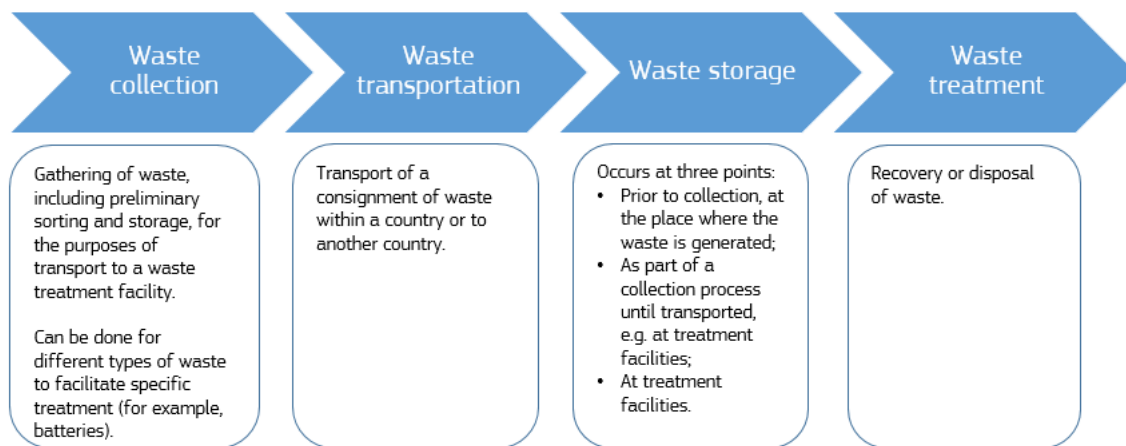 Waste
collection
Waste
transportation
Waste storage
Waste
treatment
Gathering of waste,
including preliminary
sorting and storage, for
the purposes of
transport to a waste
treatment facility.
Can be done for
different types of waste
to facilitate specific
treatment (for example,
batteries).
Transport of a
consignment of waste
within a country or to
another country.
Occurs at three points:
• Prior to collection, at
the place where the
waste is generated;
• As part of a
collection process
until transported,
e.g. at treatment
facilities;
• At treatment
facilities.
Recovery or disposal
of waste.